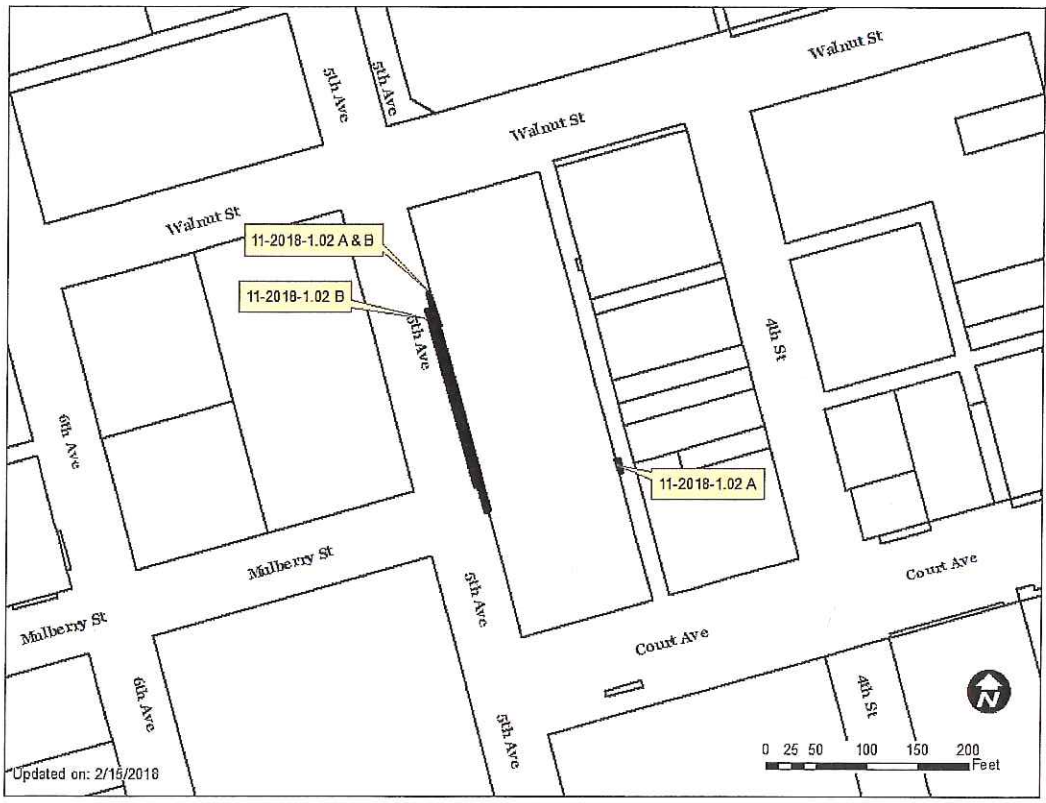 Walnut St
5th Ave
5th Ave
Walnut St
Walnut St
11-2018-1.02 A & B
11-2018-1.02 B
5th Ave
4th St
6th Ave
11-2018-1.02 A
Mulberry St
Court Ave
5th Ave
Mulberry St
Court Ave
6th Ave
4th St
N
5th Ave
0 25 50 100 150 200
Feet
Updated on: 2/15/2018